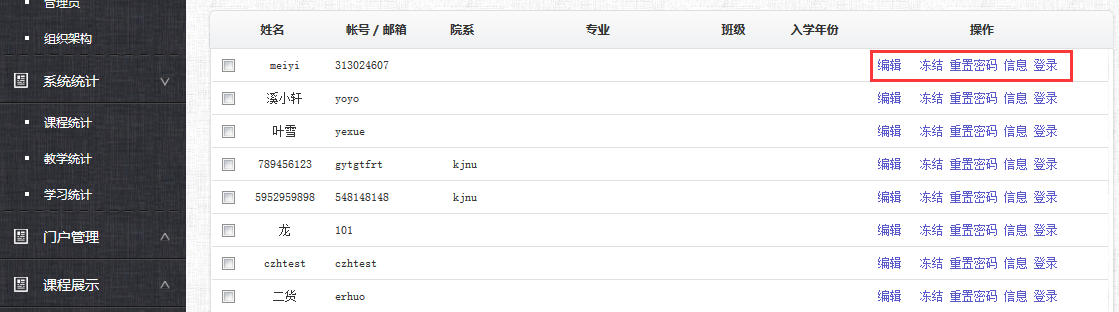 管理员
组织架构
系统统计
课程统计
教学统计
学习统计
门户管理
课程展示
姓名 帐号 / 邮箱 院系 专业 班级 入学年份 操作
meiyi 313024607 编辑 冻结 重置密码 信息 登录
溪小轩 yoyo 编辑 冻结 重置密码 信息 登录
叶雪 yexue 编辑 冻结 重置密码 信息 登录
789456123 gytgtfrt kjnu 编辑 冻结 重置密码 信息 登录
5952959898 548148148 kjnu 编辑 冻结 重置密码 信息 登录
龙 101 编辑 冻结 重置密码 信息 登录
czhtest czhtest 编辑 冻结 重置密码 信息 登录
二货 erhuo 编辑 冻结 重置密码 信息 登录